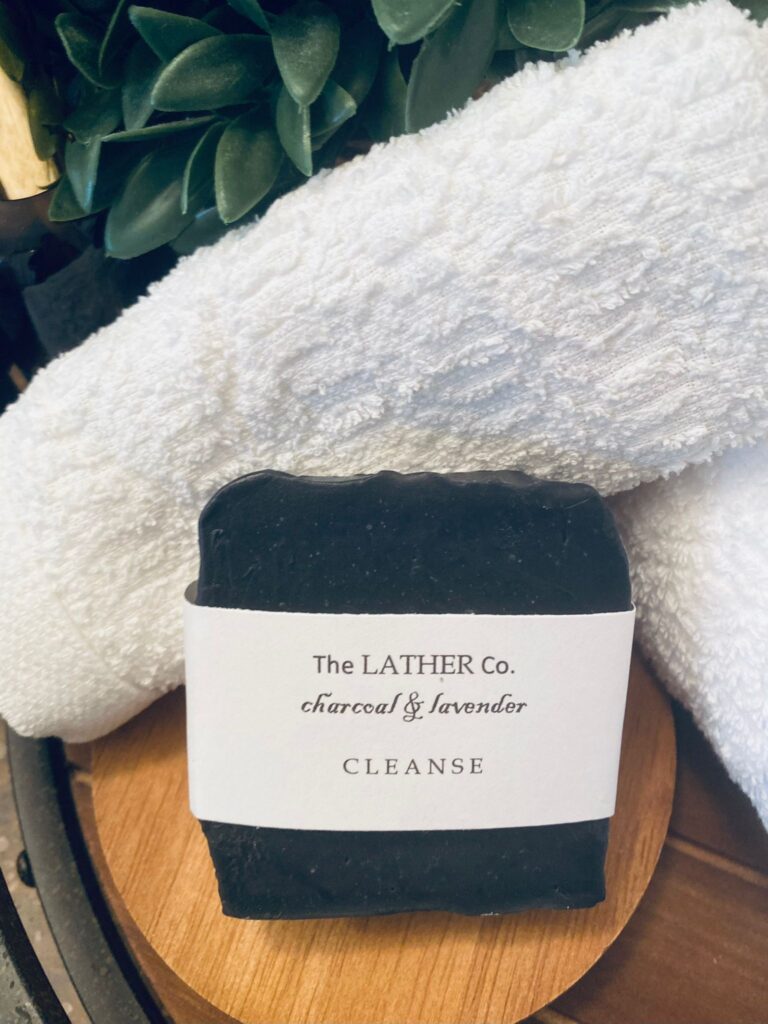 The LATHER Co.
charcoal & lavender
CLEANSE